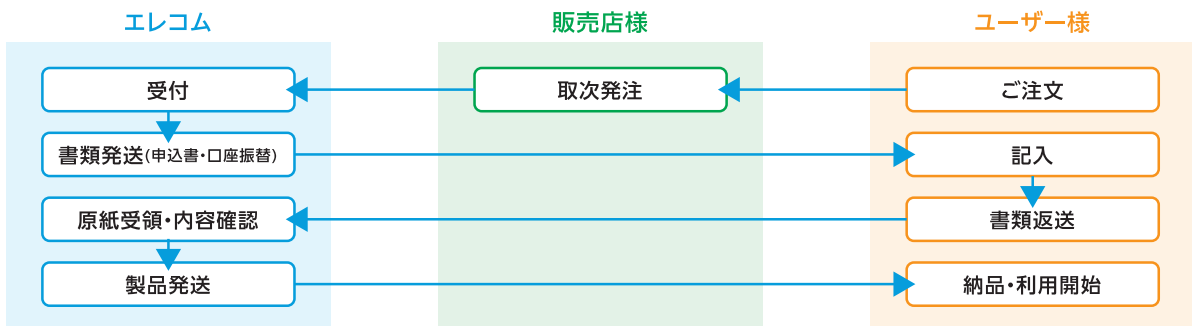 エレコム
販売店様
ユーザー様
受付
取次発注
ご注文
書類発送(申込書・口座振替)
記入
原紙受領・内容確認
書類返送
製品発送
納品・利用開始